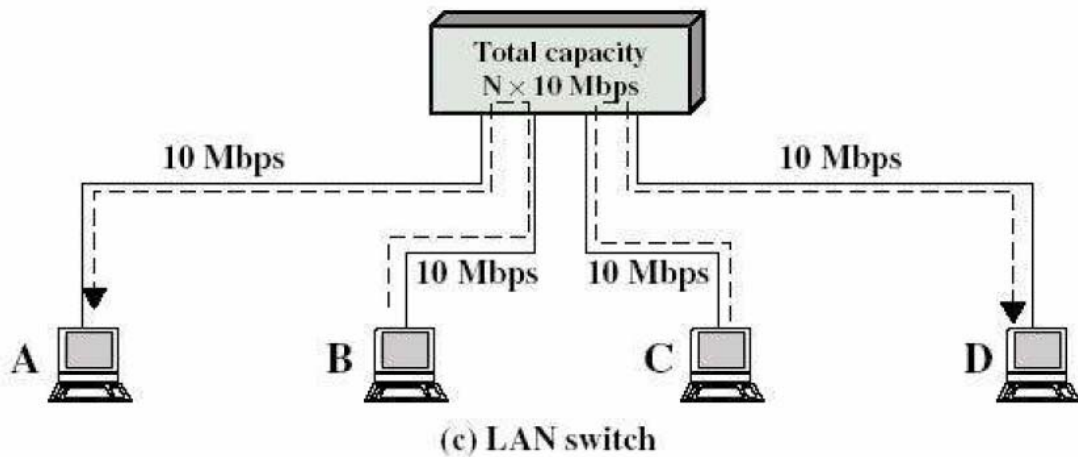 Total capacity
N × 10 Mbps
10 Mbps
10 Mbps
10 Mbps
10 Mbps
A
B
C
D
(c) LAN switch